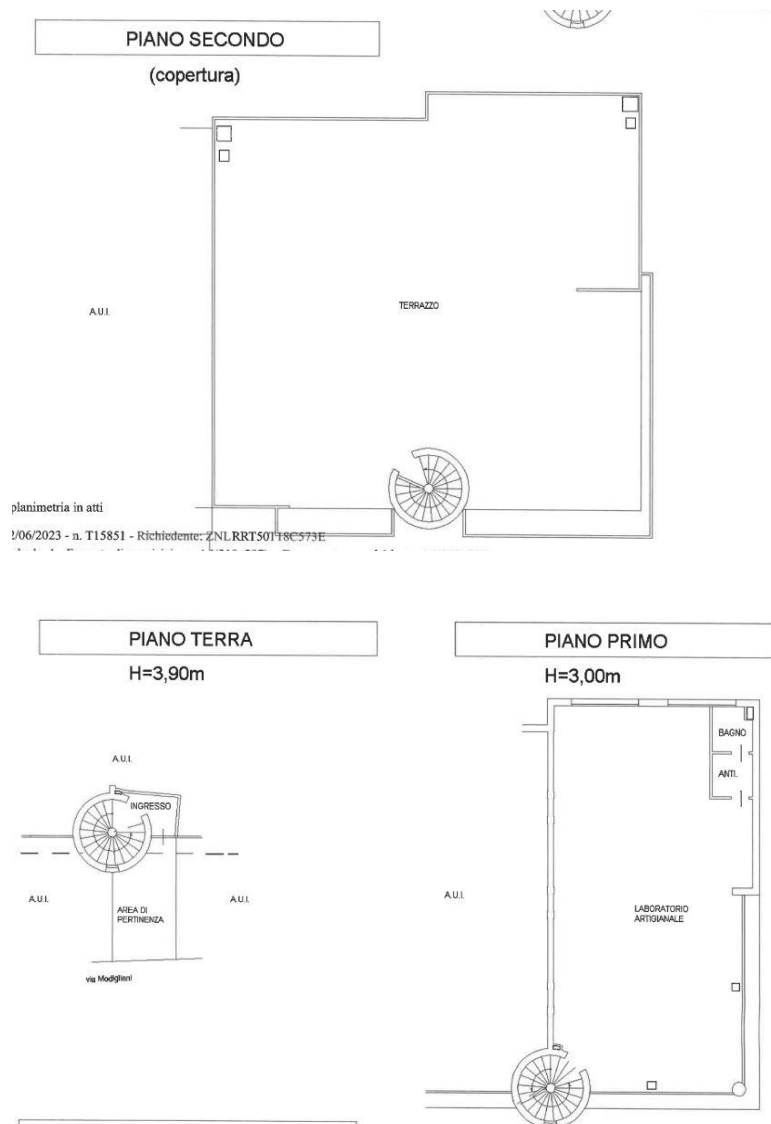 PIANO SECONDO
(copertura)
A.U.I.
TERRAZZO
planimetria in atti
2/06/2023 - n. T15851 - Richiedente: ZNLRRT50T18C573E
PIANO TERRA
H=3,90m
A.U.I.
INGRESSO
A.U.I.
AREA DI
PERTINENZA
A.U.I.
via Modigliani
PIANO PRIMO
H=3,00m
BAGNO
ANTI.
A.U.I.
LABORATORIO
ARTIGIANALE